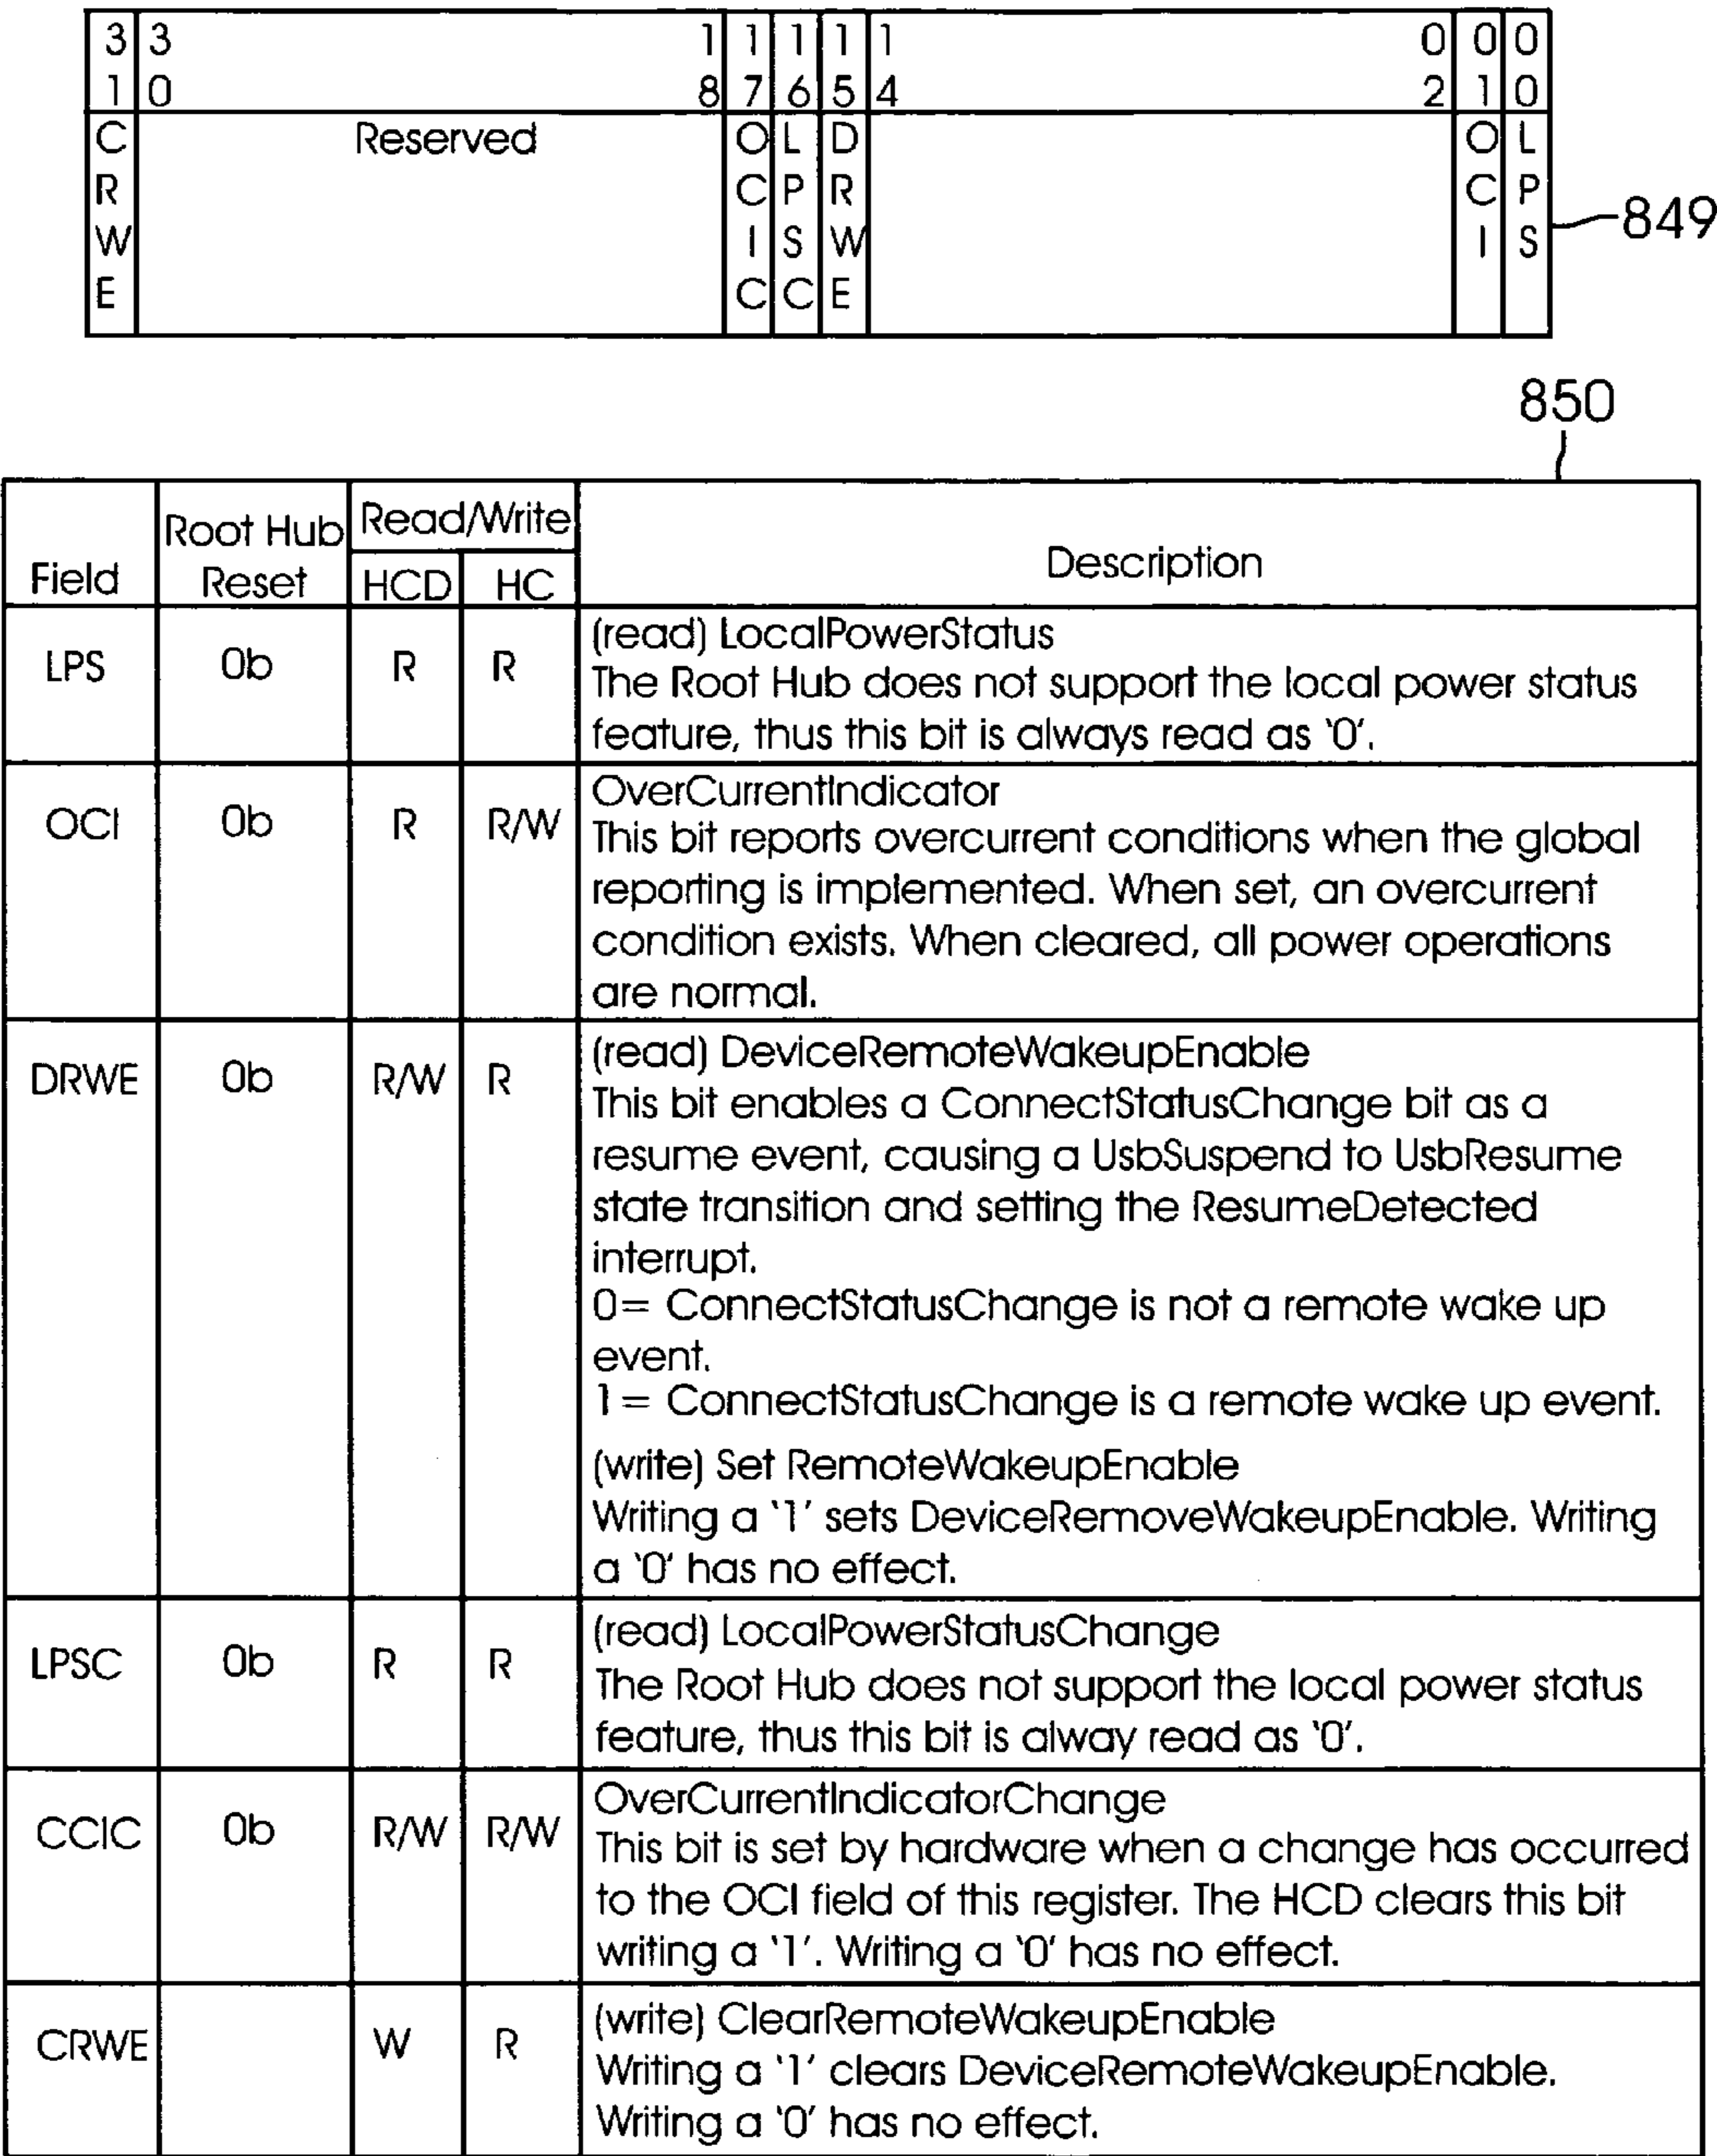 3 3 1 1 1 1 1 0 0 0
1 0 8 7 6 5 4 2 1 0
C Reserved O L D O L
R C P R C P
W I S W I S
E C C E
849
850
Field Root Hub Reset Read/Write HCD HC Description
(read) LocalPowerStatus
LPS 0b R R The Root Hub does not support the local power status
feature, thus this bit is always read as '0'.
OverCurrentIndicator
OCI 0b R R/W This bit reports overcurrent conditions when the global
reporting is implemented. When set, an overcurrent
condition exists. When cleared, all power operations
are normal.
(read) DeviceRemoteWakeupEnable
DRWE 0b R/W R This bit enables a ConnectStatusChange bit as a
resume event, causing a UsbSuspend to UsbResume
state transition and setting the ResumeDetected
interrupt.
0= ConnectStatusChange is not a remote wake up
event.
1= ConnectStatusChange is a remote wake up event.
(write) Set RemoteWakeupEnable
Writing a '1' sets DeviceRemoveWakeupEnable. Writing
a '0' has no effect.
(read) LocalPowerStatusChange
LPSC 0b R R The Root Hub does not support the local power status
feature, thus this bit is alway read as '0'.
OverCurrentIndicatorChange
CCIC 0b R/W R/W This bit is set by hardware when a change has occurred
to the OCI field of this register. The HCD clears this bit
writing a '1'. Writing a '0' has no effect.
(write) ClearRemoteWakeupEnable
CRWE W R Writing a '1' clears DeviceRemoteWakeupEnable.
Writing a '0' has no effect.